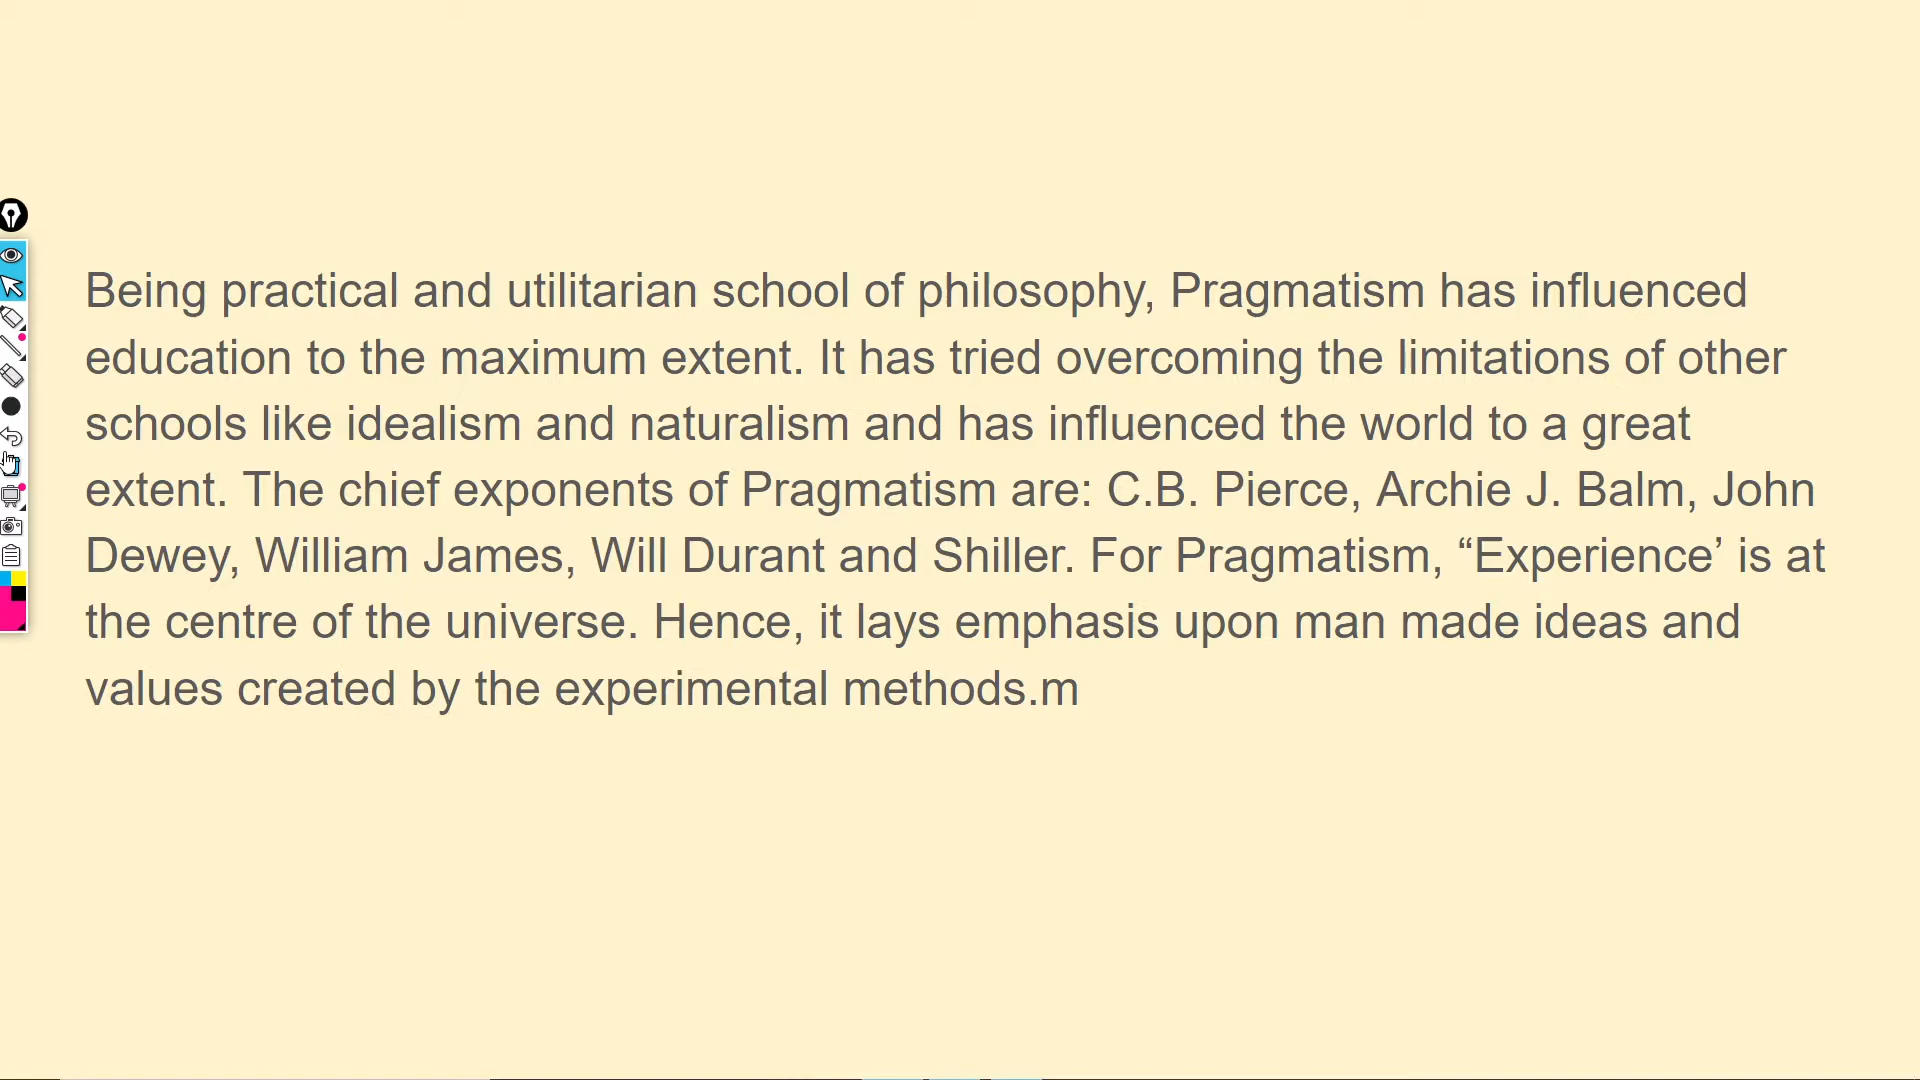 Being practical and utilitarian school of philosophy, Pragmatism has influenced
education to the maximum extent. It has tried overcoming the limitations of other
schools like idealism and naturalism and has influenced the world to a great
extent. The chief exponents of Pragmatism are: C.B. Pierce, Archie J. Balm, John
Dewey, William James, Will Durant and Shiller. For Pragmatism, “Experience’ is at
the centre of the universe. Hence, it lays emphasis upon man made ideas and
values created by the experimental methods.m